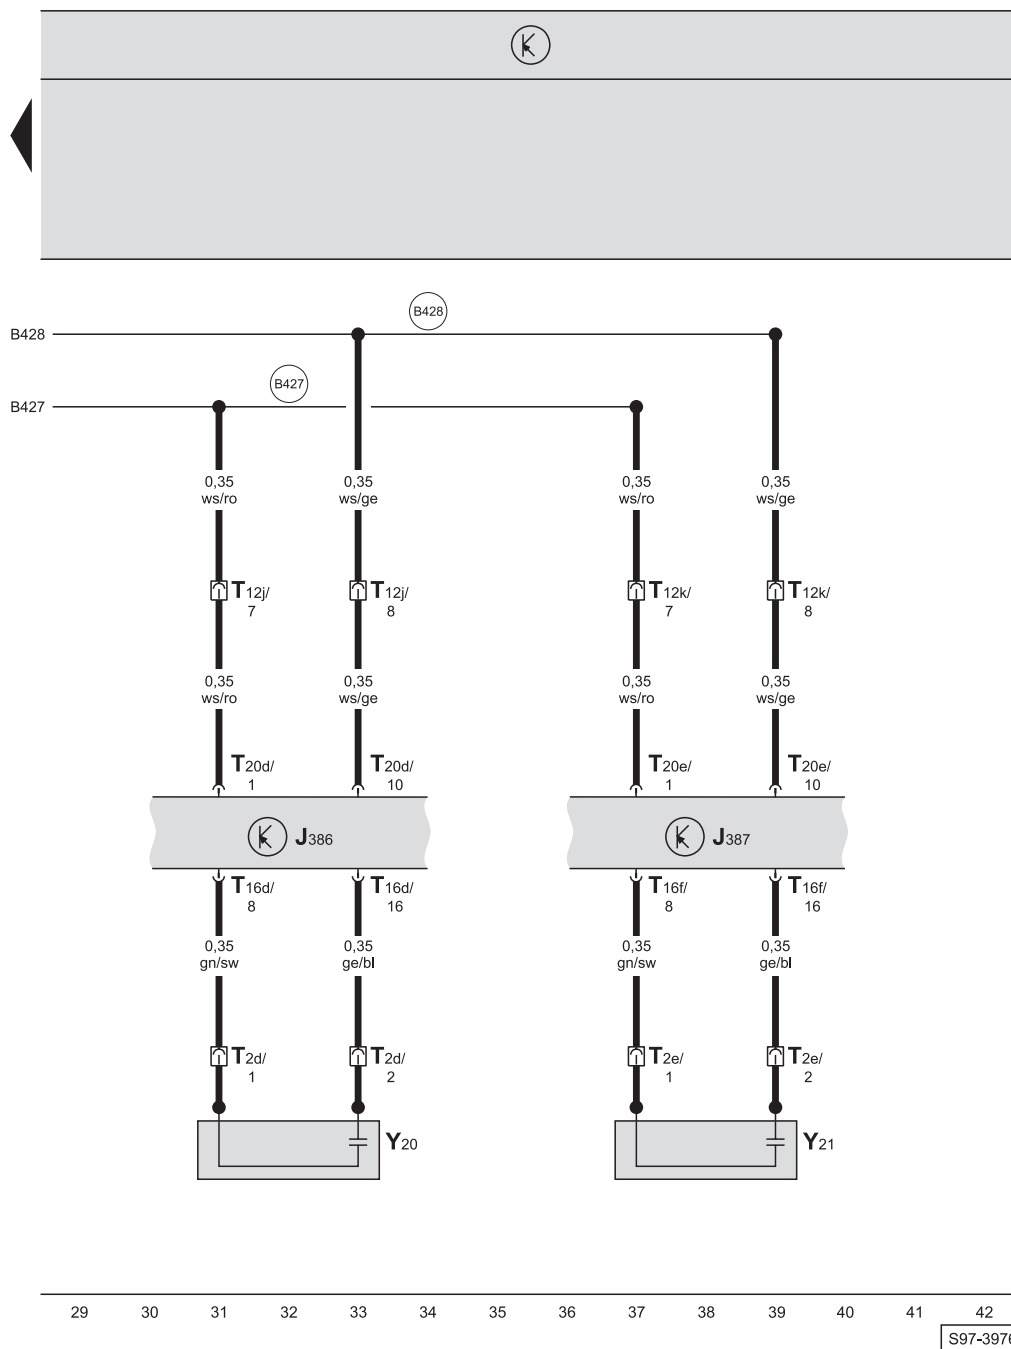 B428
B428
B427
B427
0,35 0,35 0,35 0,35
ws/ro ws/ge ws/ro ws/ge
T12j/ T12j/ T12k/ T12k/
7 8 7 8
0,35 0,35 0,35 0,35
ws/ro ws/ge ws/ro ws/ge
T20d/ T20d/ T20e/ T20e/
1 10 1 10
J386 J387
T16d/ T16d/ T16f/ T16f/
8 16 8 16
0,35 0,35 0,35 0,35
gn/sw ge/bl gn/sw ge/bl
T2d/ T2d/ T2e/ T2e/
1 2 1 2
Y20 Y21
29 30 31 32 33 34 35 36 37 38 39 40 41 42
S97-3976